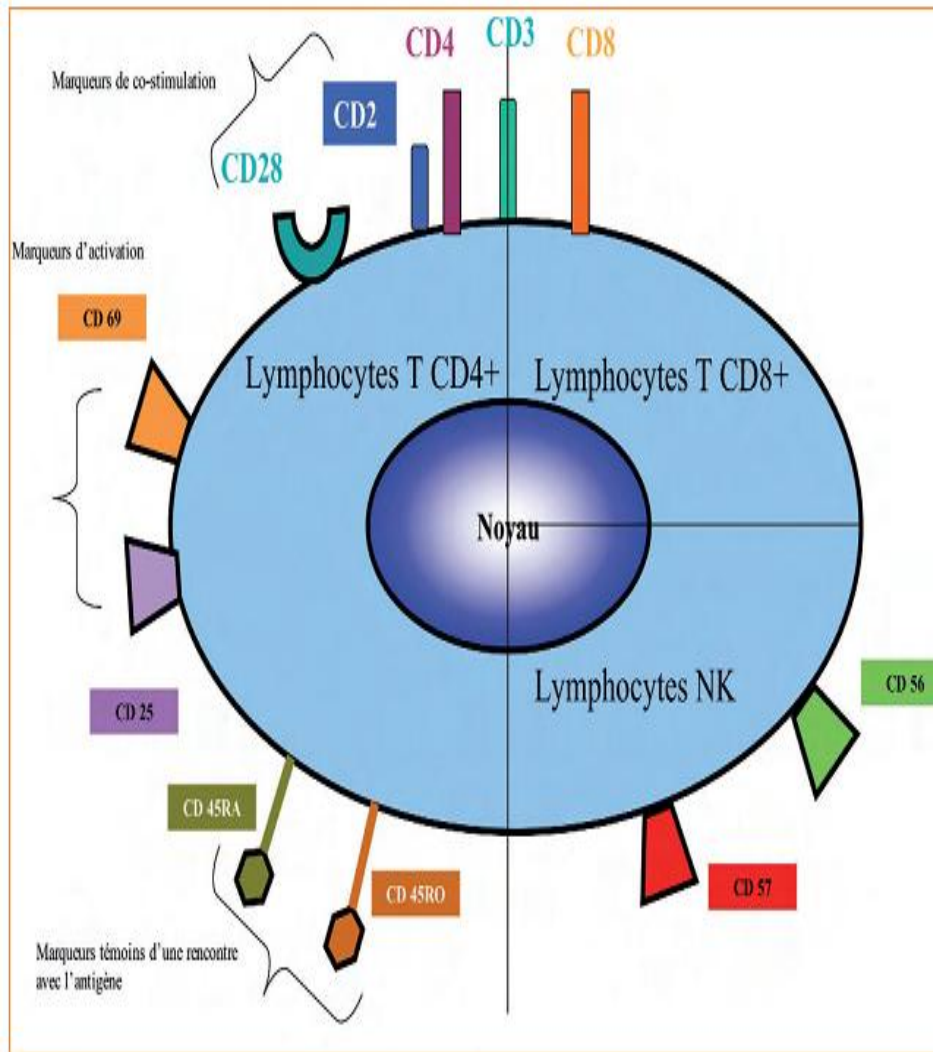 CD4
CD3
CD8
Marqueurs de co-stimulation
CD2
CD28
Marqueurs d'activation
CD 69
Lymphocytes T CD4+
Lymphocytes T CD8+
Noyau
Lymphocytes NK
CD 56
CD 25
CD 45RA
CD 57
CD 45RO
Marqueurs témoins d'une rencontre
avec l'antigène